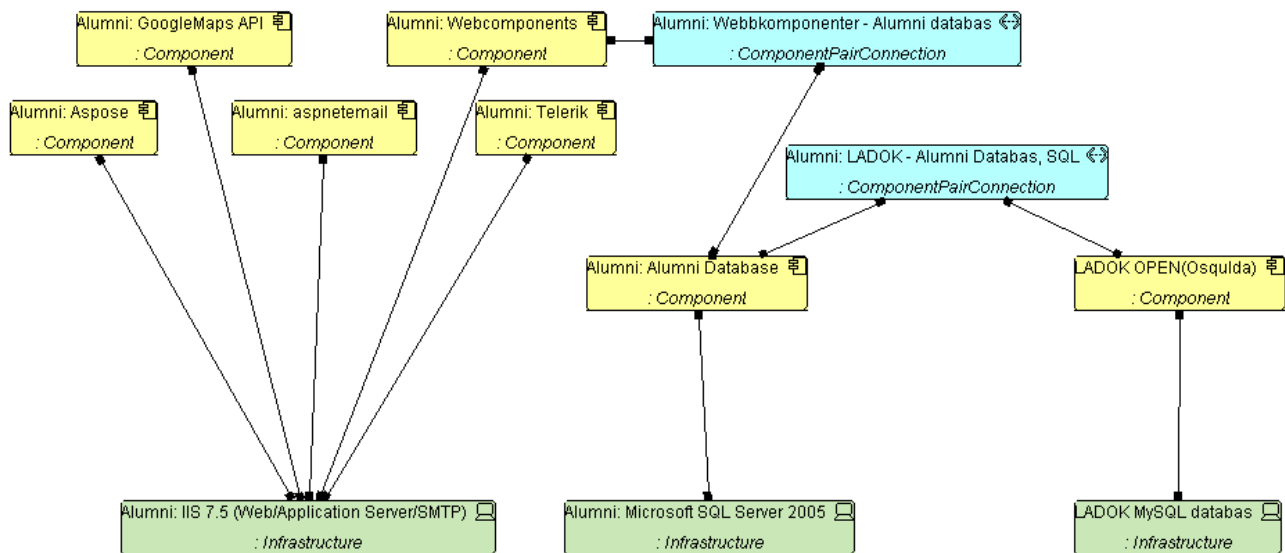 Alumni: GoogleMaps API
: Component
Alumni: Webcomponents
: Component
Alumni: Webbkomponenter - Alumni databas
: ComponentPairConnection
Alumni: Aspose
: Component
Alumni: aspnetemail
: Component
Alumni: Telerik
: Component
Alumni: LADOK - Alumni Databas, SQL
: ComponentPairConnection
Alumni: Alumni Database
: Component
LADOK OPEN(Osqulda)
: Component
Alumni: IIS 7.5 (Web/Application Server/SMTP)
: Infrastructure
Alumni: Microsoft SQL Server 2005
: Infrastructure
LADOK MySQL databas
: Infrastructure